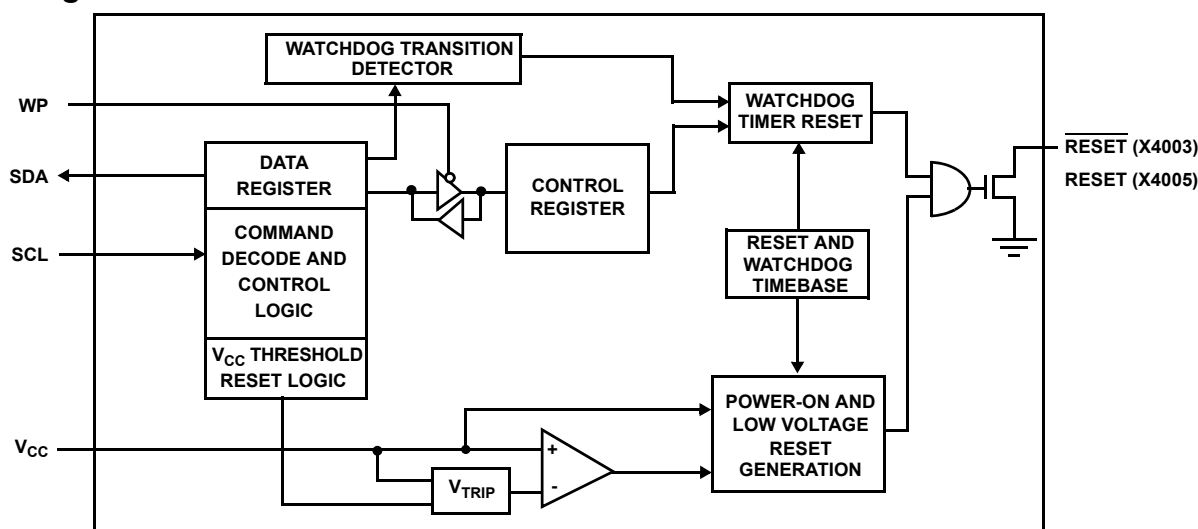 WATCHDOG TRANSITION
DETECTOR
WP
WATCHDOG
TIMER RESET
RESET (X4003)
RESET (X4005)
SDA
DATA
REGISTER
CONTROL
REGISTER
SCL
COMMAND
DECODE AND
CONTROL
LOGIC
RESET AND
WATCHDOG
TIMEBASE
VCC THRESHOLD
RESET LOGIC
POWER-ON AND
LOW VOLTAGE
RESET
GENERATION
VCC
+
-
VTRIP